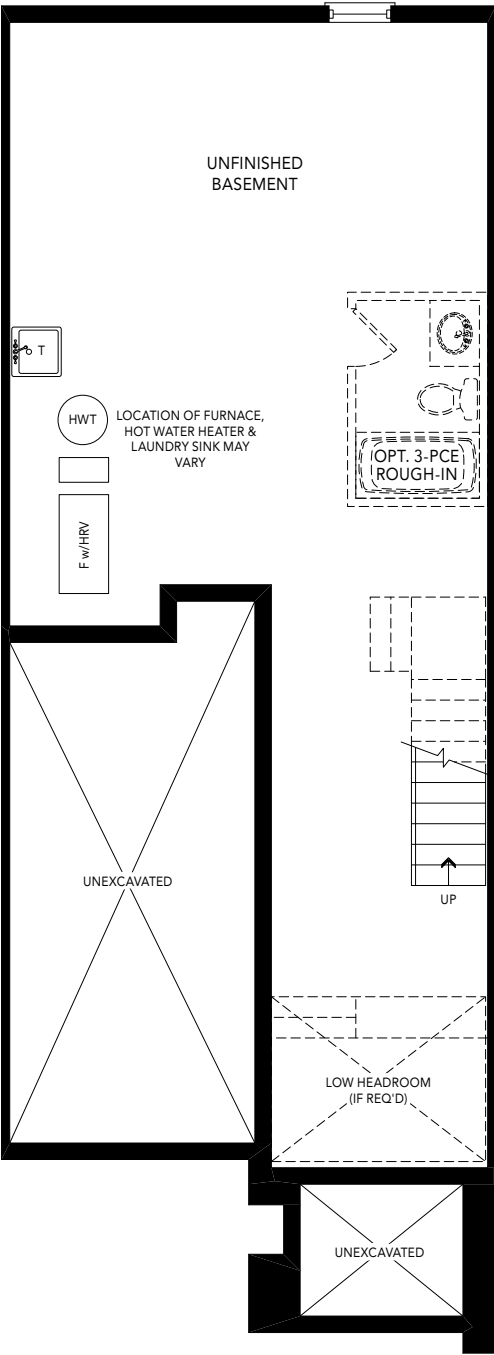 UNFINISHED
BASEMENT
T
HWT
LOCATION OF FURNACE,
HOT WATER HEATER &
LAUNDRY SINK MAY
VARY
OPT. 3-PCE
ROUGH-IN
F w/HRV
UNEXCAVATED
UP
LOW HEADROOM
(IF REQ'D)
UNEXCAVATED